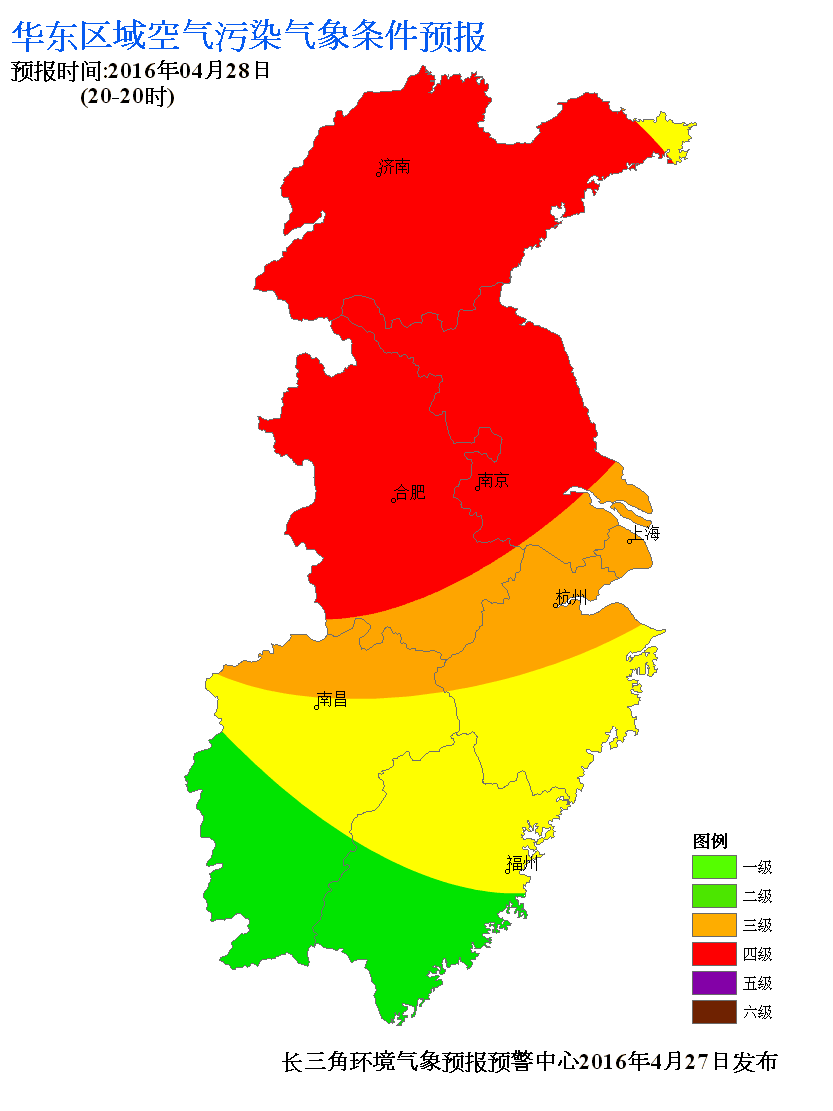 华东区域空气污染气象条件预报
预报时间:2016年04月28日
(20-20时)
济南
南京
合肥
上海
杭州
南昌
福州
图例
一级
二级
三级
四级
五级
六级
长三角环境气象预报预警中心2016年4月27日发布